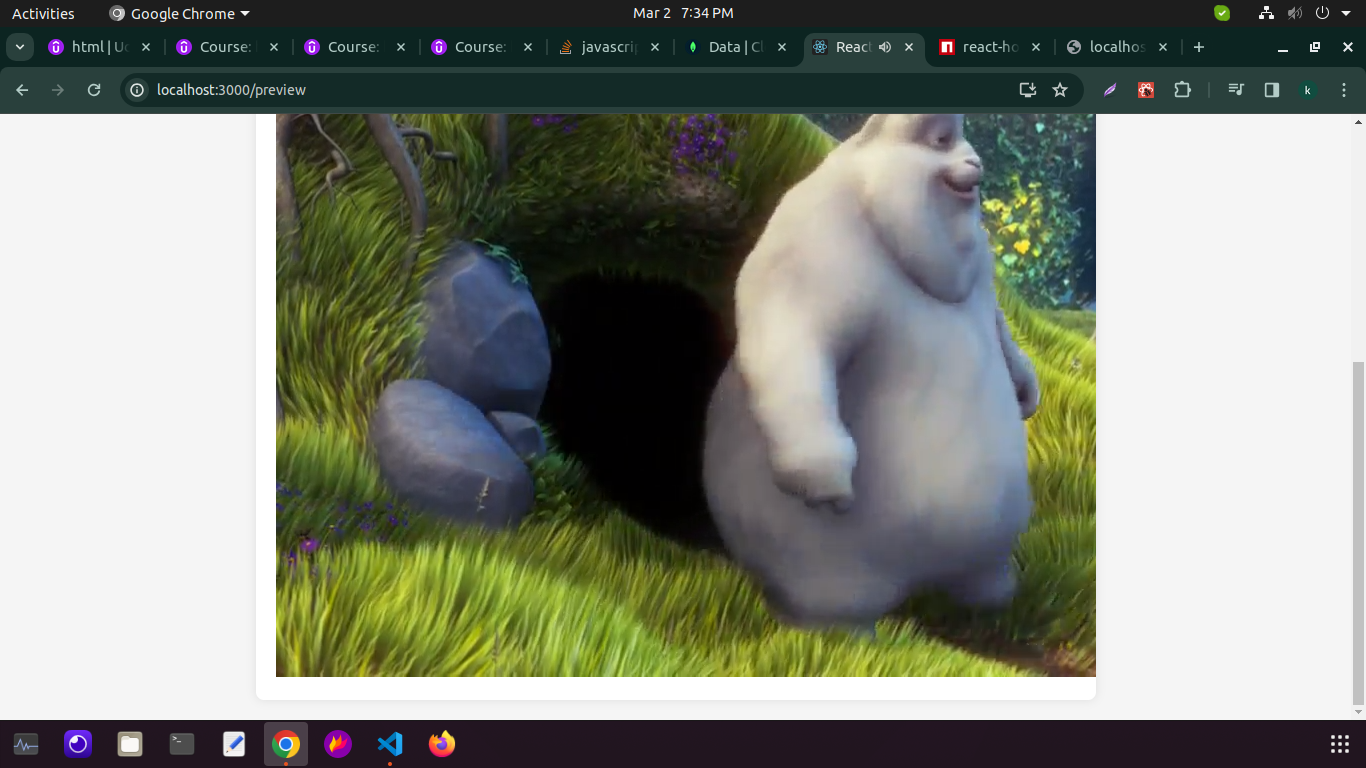 Activities Google Chrome Mar 2 7:34 PM
html | Ud Course: Course: Course: javascri Data | Cl React react-ho localhos
localhost:3000/preview k